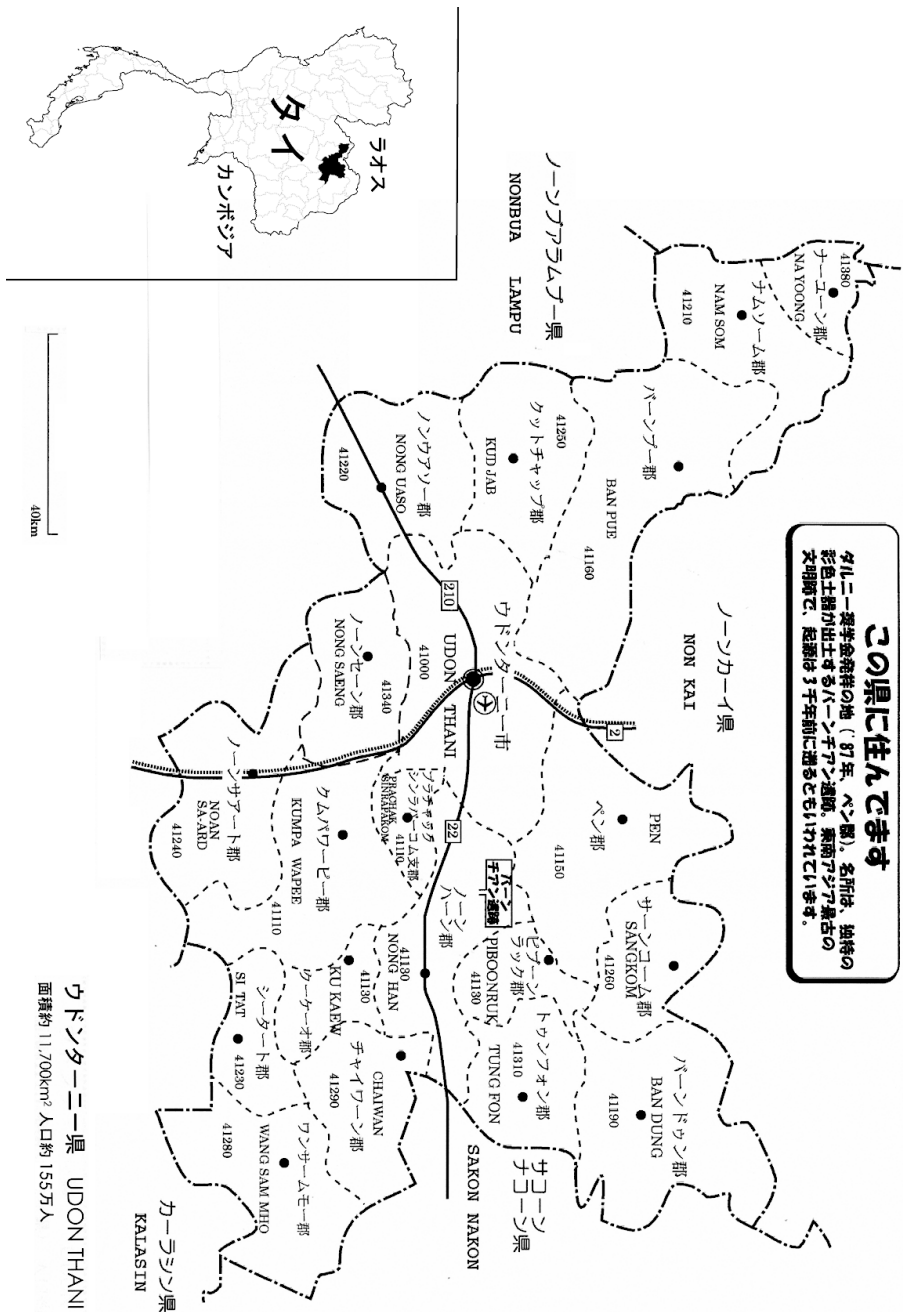 この県に住んでます
ダルニー奨学金発祥の地（'87年、ペン郡）。名所は、独特の
彩色土器が出土するバーンチアン遺跡。東南アジア最古の
文明跡で、起源は3千年前に遡るともいわれています。
タイ
ラオス
カンボジア
ノーンブアラムプー県
NONBUA LAMPU
ノーンカーイ県
NON KAI
サコーン
ナコーン県
SAKON NAKON
カーラシン県
KALASIN
41380
ナーユーン郡
NA YOONG
ナムソーム郡
NAM SOM
41210
バーンプー郡
BAN PUE
41160
41250
クットチャップ郡
KUD JAB
ノンウアソー郡
NONG UASO
41220
210
ウドンターニー市
UDON THANI
41000
2
22
ノーンセーン郡
NONG SAENG
41340
ノーンサアート郡
NOAN
SA-ARD
41240
クムパワーピー郡
KUMPA WAPEE
41110
プラチャック
シンラパーコム支郡
PRACHAK
SINRAPAKOM
41110
PEN
ペン郡
41150
サーンコーム郡
SANGKOM
41260
バーンドゥン郡
BAN DUNG
41190
バーン
チアン遺跡
ピブーン
ラック郡
PIBOONRUK
41130
トゥンフォン郡
41310
TUNG FON
ノーン
ハーン郡
NONG HAN
41130
KU KAEW
41130
クーケーオ郡
CHAIWAN
チャイワーン郡
41290
シータート郡
SI TAT
41230
ワンサームモー郡
WANG SAM MHO
41280
40km
ウドンターニー県 UDON THANI
面積約 11,700km² 人口約 155万人